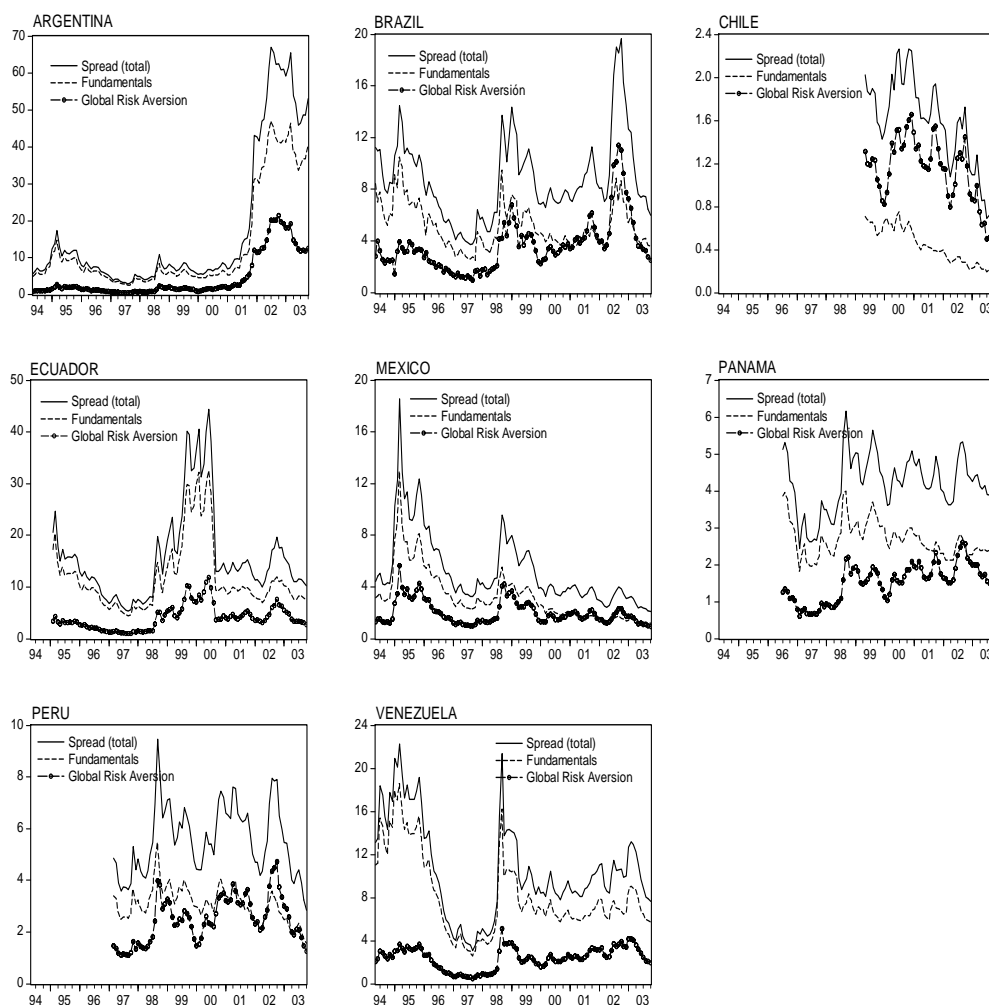 ARGENTINA
70
60
50
40
30
20
10
0
Spread (total)
Fundamentals
Global Risk Aversion
94 95 96 97 98 99 00 01 02 03
BRAZIL
20
16
12
8
4
0
Spread (total)
Fundamentals
Global Risk Aversión
94 95 96 97 98 99 00 01 02 03
CHILE
2.4
2.0
1.6
1.2
0.8
0.4
0.0
Spread (total)
Fundamentals
Global Risk Aversion
94 95 96 97 98 99 00 01 02 03
ECUADOR
50
40
30
20
10
0
Spread (total)
Fundamentals
Global Risk Aversion
94 95 96 97 98 99 00 01 02 03
MEXICO
20
16
12
8
4
0
Spread (total)
Fundamentals
Global Risk Aversion
94 95 96 97 98 99 00 01 02 03
PANAMA
7
6
5
4
3
2
1
0
Spread (total)
Fundamentals
Global Risk Aversion
94 95 96 97 98 99 00 01 02 03
PERU
10
8
6
4
2
0
Spread (total)
Fundamentals
Global Risk Aversion
94 95 96 97 98 99 00 01 02 03
VENEZUELA
24
20
16
12
8
4
0
Spread (total)
Fundamentals
Global Risk Aversion
94 95 96 97 98 99 00 01 02 03